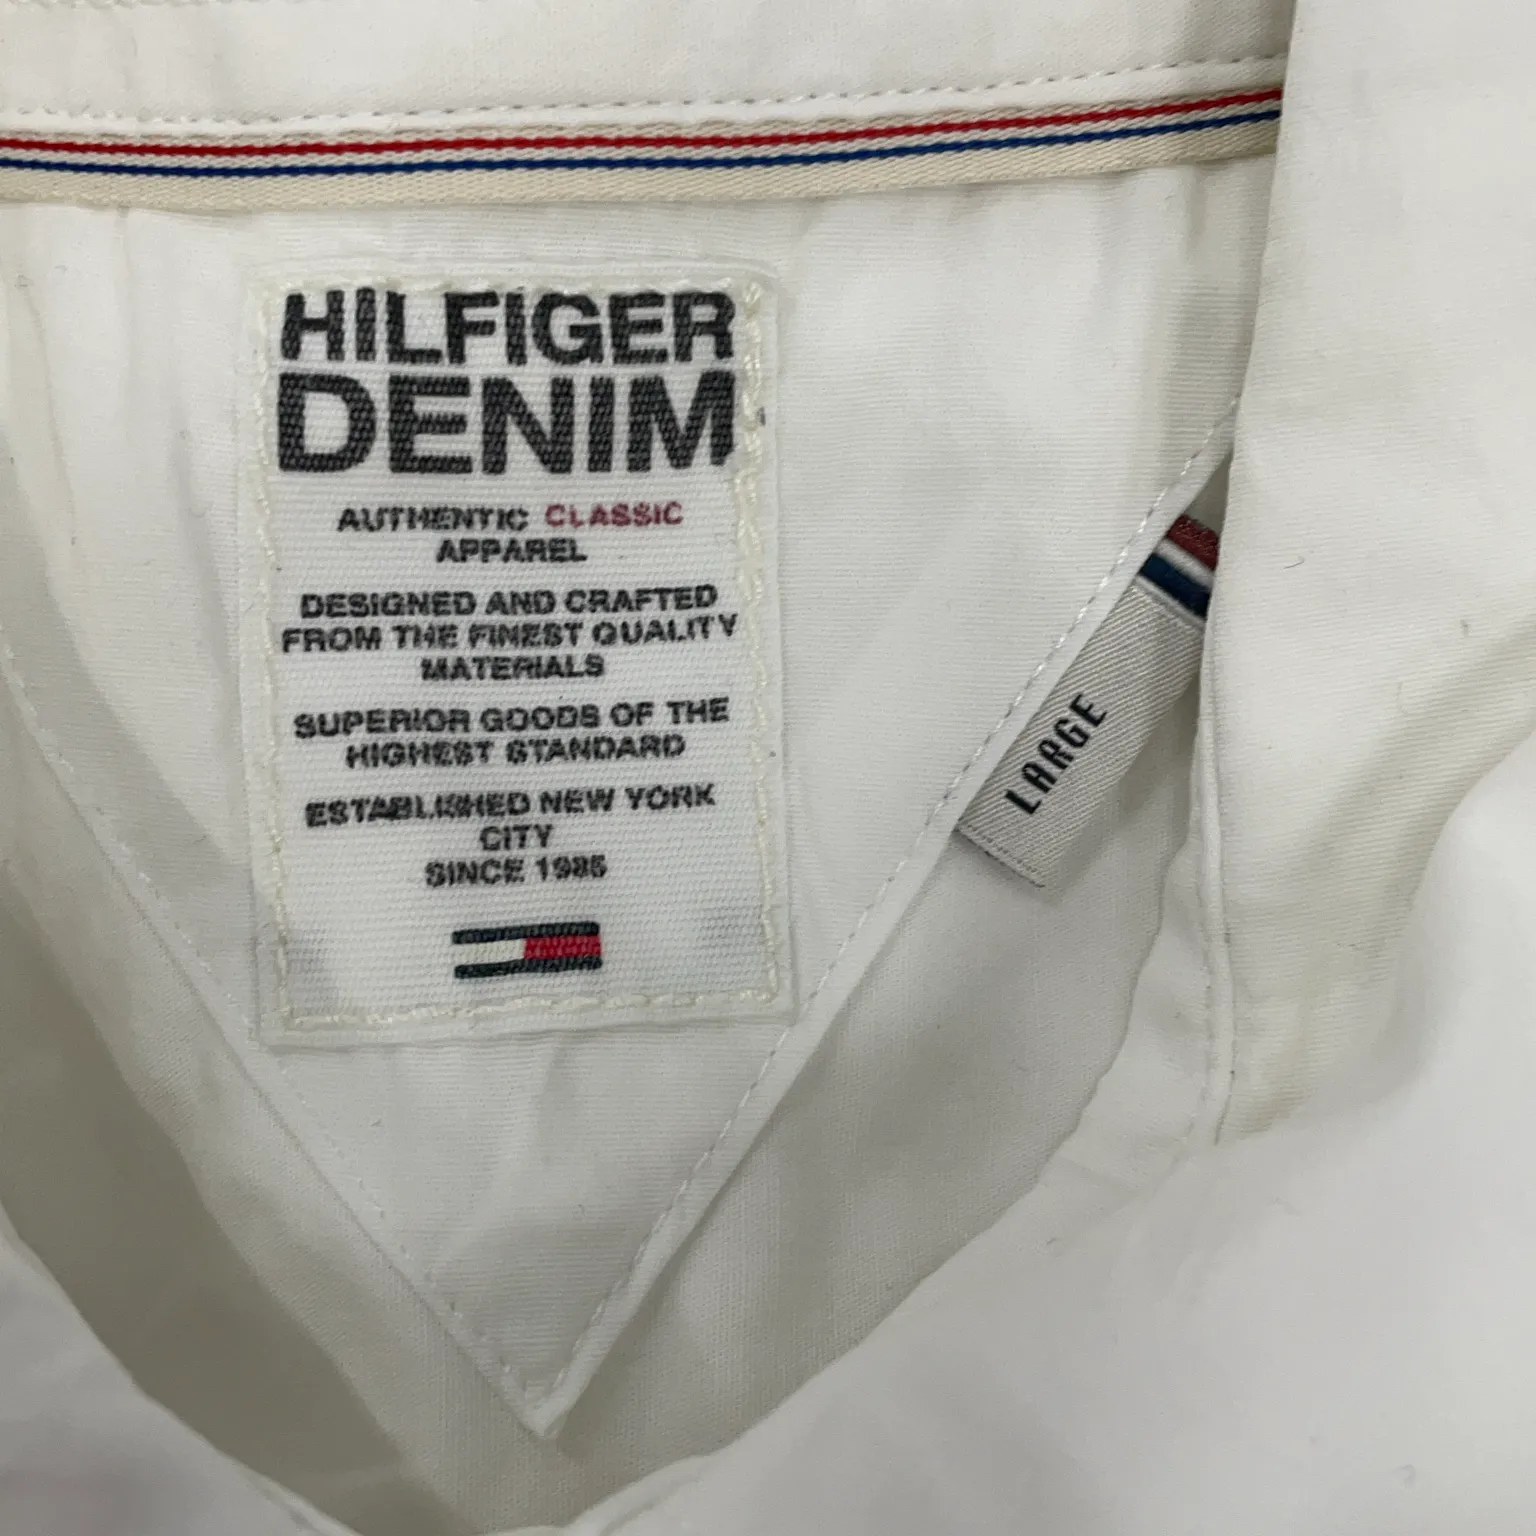 HILFIGER
DENIM
AUTHENTIC CLASSIC
APPAREL
DESIGNED AND CRAFTED
FROM THE FINEST QUALITY
MATERIALS
SUPERIOR GOODS OF THE
HIGHEST STANDARD
ESTABLISHED NEW YORK
CITY
SINCE 1985
LARGE